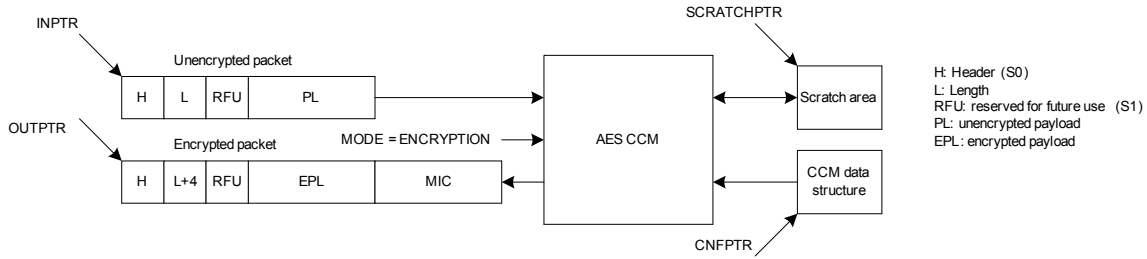 SCRATCHPTR
INPTR
Unencrypted packet
H L RFU PL
OUTPTR
MODE = ENCRYPTION
Encrypted packet
H L+4 RFU EPL MIC
AES CCM
Scratch area
CCM data
structure
CNFPTR
H: Header (S0)
L: Length
RFU: reserved for future use (S1)
PL: unencrypted payload
EPL: encrypted payload